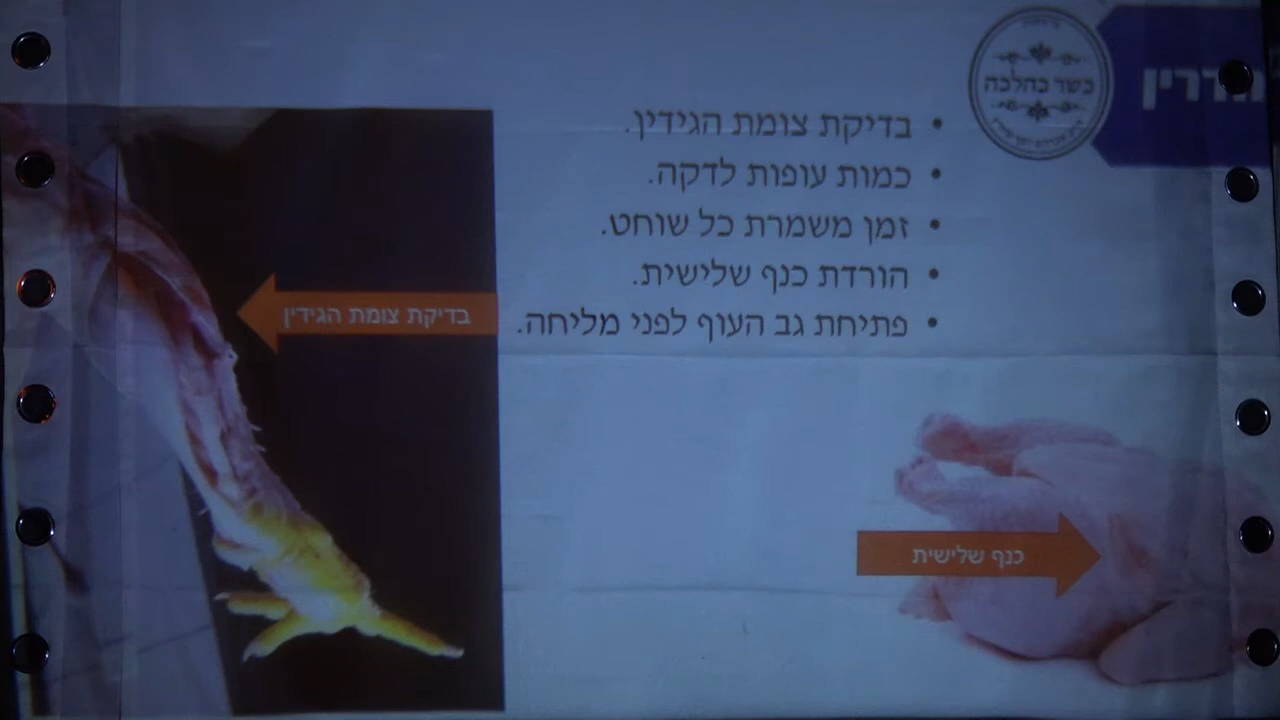 כשר כהלכה
בדיקת צומת הגידין.
כמות עופות לדקה.
זמן משמרת כל שוחט.
הורדת כנף שלישית.
פתיחת גב העוף לפני מליחה.
בדיקת צומת הגידין
כנף שלישית